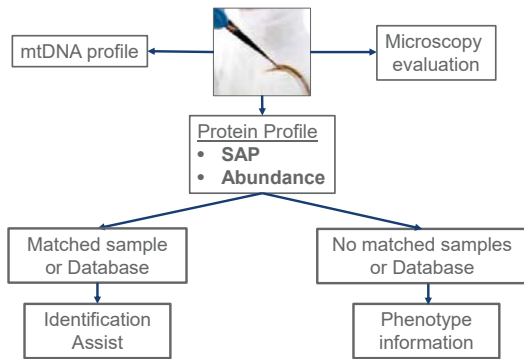 mtDNA profile
Microscopy
evaluation
Protein Profile
• SAP
• Abundance
Matched sample
or Database
No matched samples
or Database
Identification
Assist
Phenotype
information